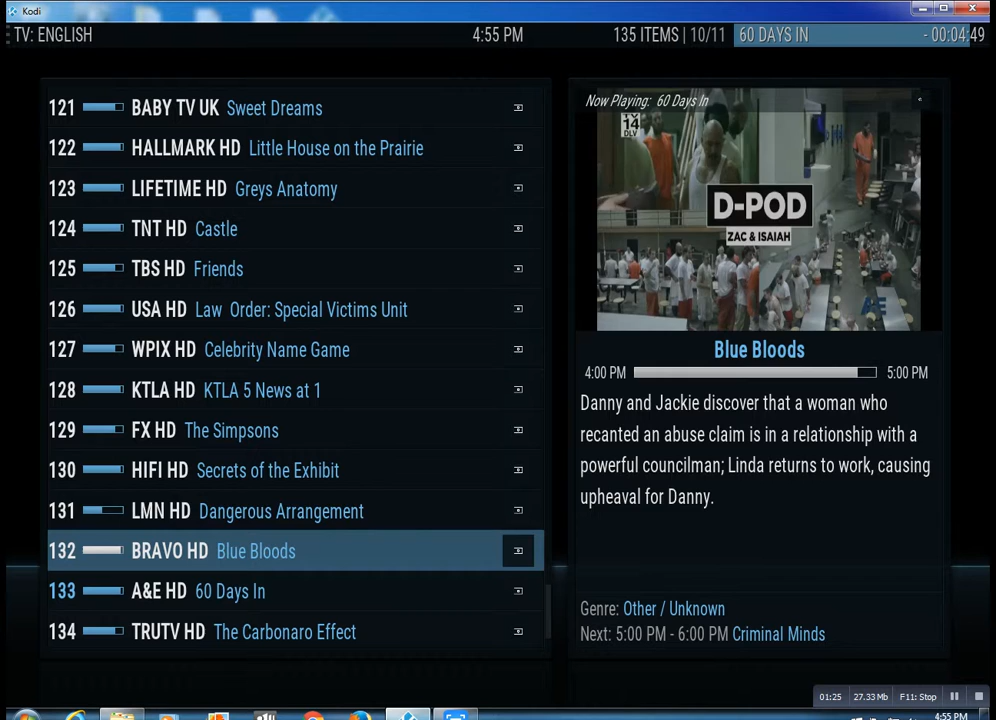 Kodi
TV: ENGLISH 4:55 PM 135 ITEMS | 10/11 60 DAYS IN - 00:04:49
121 BABY TV UK Sweet Dreams
122 HALLMARK HD Little House on the Prairie
123 LIFETIME HD Greys Anatomy
124 TNT HD Castle
125 TBS HD Friends
126 USA HD Law Order: Special Victims Unit
127 WPIX HD Celebrity Name Game
128 KTLA HD KTLA 5 News at 1
129 FX HD The Simpsons
130 HIFI HD Secrets of the Exhibit
131 LMN HD Dangerous Arrangement
132 BRAVO HD Blue Bloods
133 A&E HD 60 Days In
134 TRUTV HD The Carbonaro Effect
Now Playing: 60 Days In
14
DLV
D-POD
ZAC & ISAIAH
Blue Bloods
4:00 PM 5:00 PM
Danny and Jackie discover that a woman who
recanted an abuse claim is in a relationship with a
powerful councilman; Linda returns to work, causing
upheaval for Danny.
Genre: Other / Unknown
Next: 5:00 PM - 6:00 PM Criminal Minds
01:25 27.33 Mb F11: Stop
4:55 PM